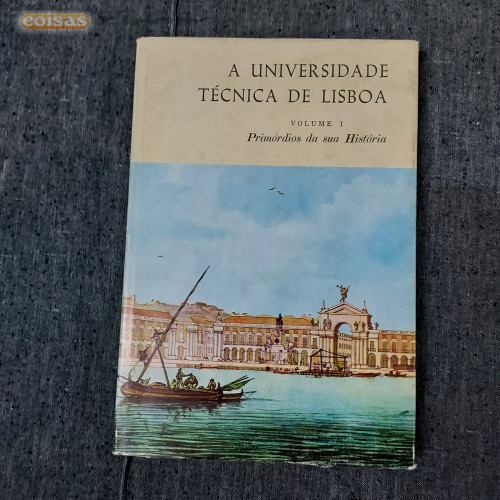 coisas
A UNIVERSIDADE
TÉCNICA DE LISBOA
VOLUME I
Primórdios da sua História